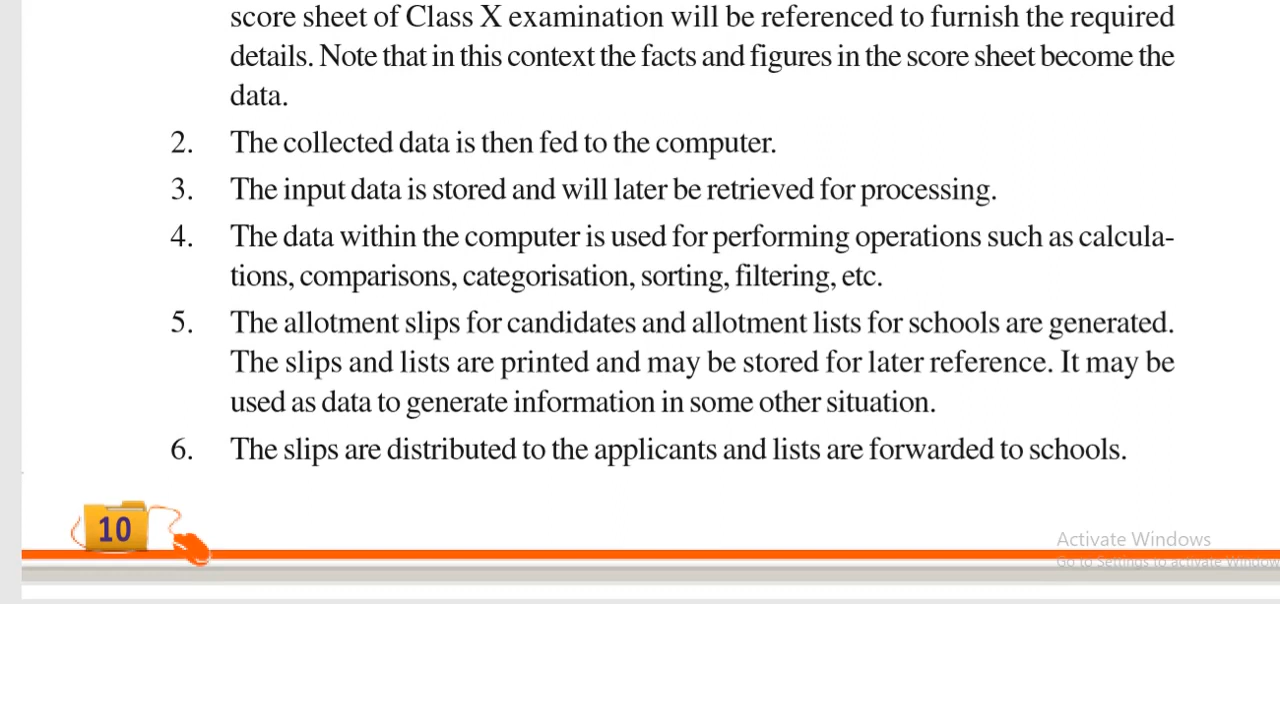 score sheet of Class X examination will be referenced to furnish the required
details. Note that in this context the facts and figures in the score sheet become the
data.
2. The collected data is then fed to the computer.
3. The input data is stored and will later be retrieved for processing.
4. The data within the computer is used for performing operations such as calcula-
tions, comparisons, categorisation, sorting, filtering, etc.
5. The allotment slips for candidates and allotment lists for schools are generated.
The slips and lists are printed and may be stored for later reference. It may be
used as data to generate information in some other situation.
6. The slips are distributed to the applicants and lists are forwarded to schools.
10
Activate Windows
Go to Settings to activate Window